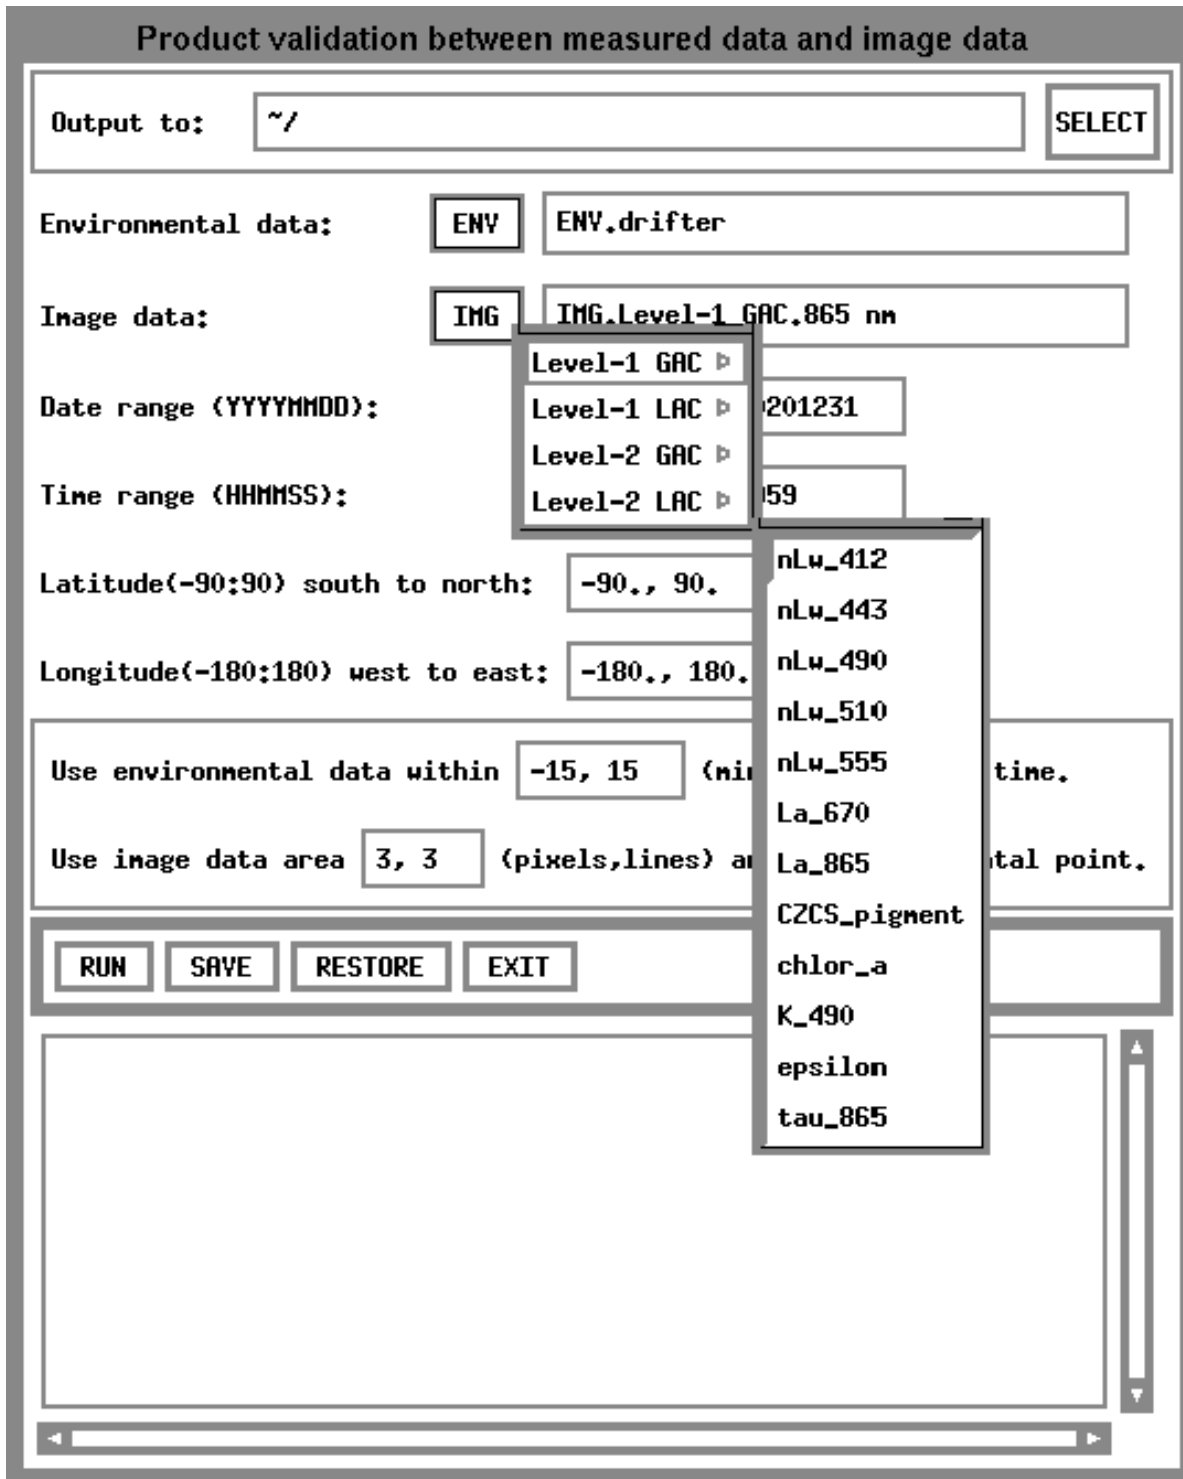 Product validation between measured data and image data
Output to: ~/ SELECT
Environmental data: ENV ENV.drifter
Image data: IMG IMG.Level-1 GAC.865 nm
Level-1 GAC
Date range (YYYYMMDD): Level-1 LAC 0201231
Level-2 GAC
Time range (HHMMSS): Level-2 LAC 59
nLw_412
Latitude(-90:90) south to north: -90., 90.
nLw_443
Longitude(-180:180) west to east: -180., 180. nLw_490
nLw_510
Use environmental data within -15, 15 (min nLw_555 time.
La_670
Use image data area 3, 3 (pixels,lines) a La_865 tal point.
CZCS_pigment
RUN SAVE RESTORE EXIT chlor_a
K_490
epsilon
tau_865